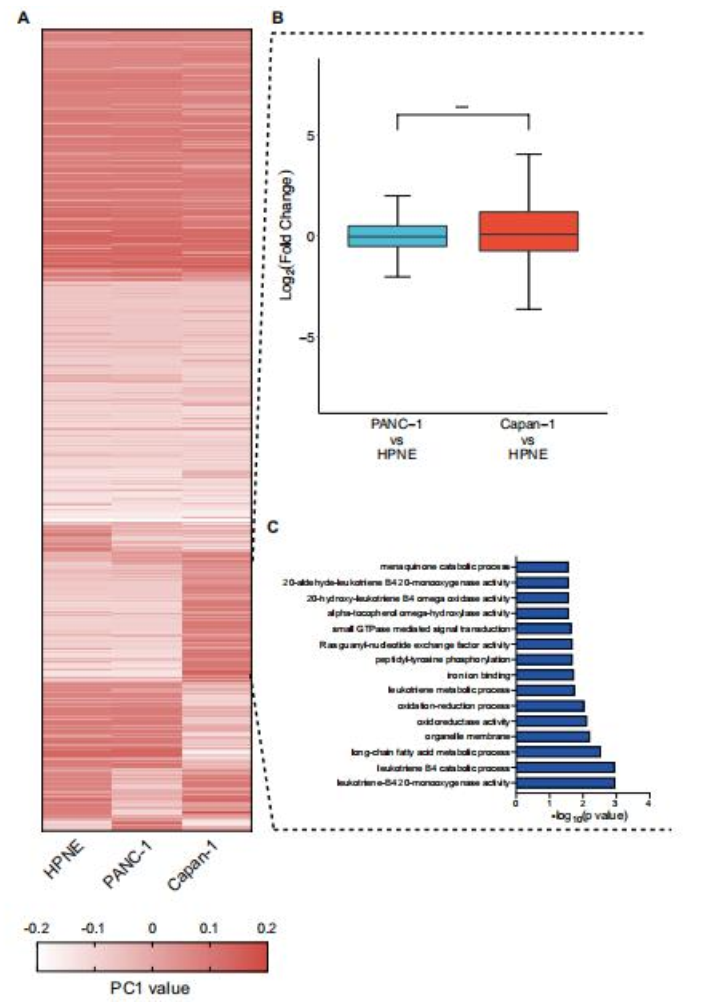 A
B
Log2(Fold Change)
5
0
−5
PANC−1
vs
HPNE
Capan−1
vs
HPNE
C
menaquinone catabolic process
20-aldehyde-leukotriene B4 20-monooxygenase activity
20-hydroxy-leukotriene B4 omega oxidase activity
alpha-tocopherol omega-hydroxylase activity
small GTPase mediated signal transduction
Ras guanyl-nucleotide exchange factor activity
peptidyl-tyrosine phosphorylation
iron ion binding
leukotriene metabolic process
oxidation-reduction process
oxidoreductase activity
organelle membrane
long-chain fatty acid metabolic process
leukotriene B4 catabolic process
leukotriene-B4 20-monooxygenase activity
0 1 2 3 4
-log10(p value)
HPNE PANC-1 Capan-1
-0.2 -0.1 0 0.1 0.2
PC1 value